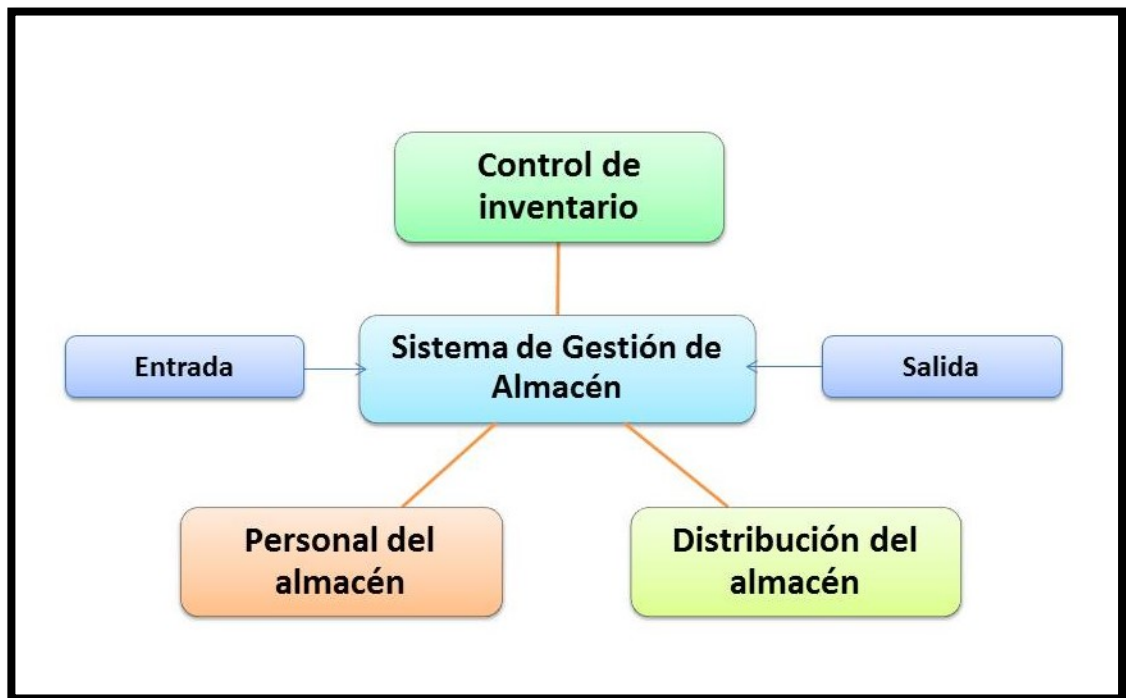 Control de
inventario
Entrada
Sistema de Gestión de
Almacén
Salida
Personal del
almacén
Distribución del
almacén